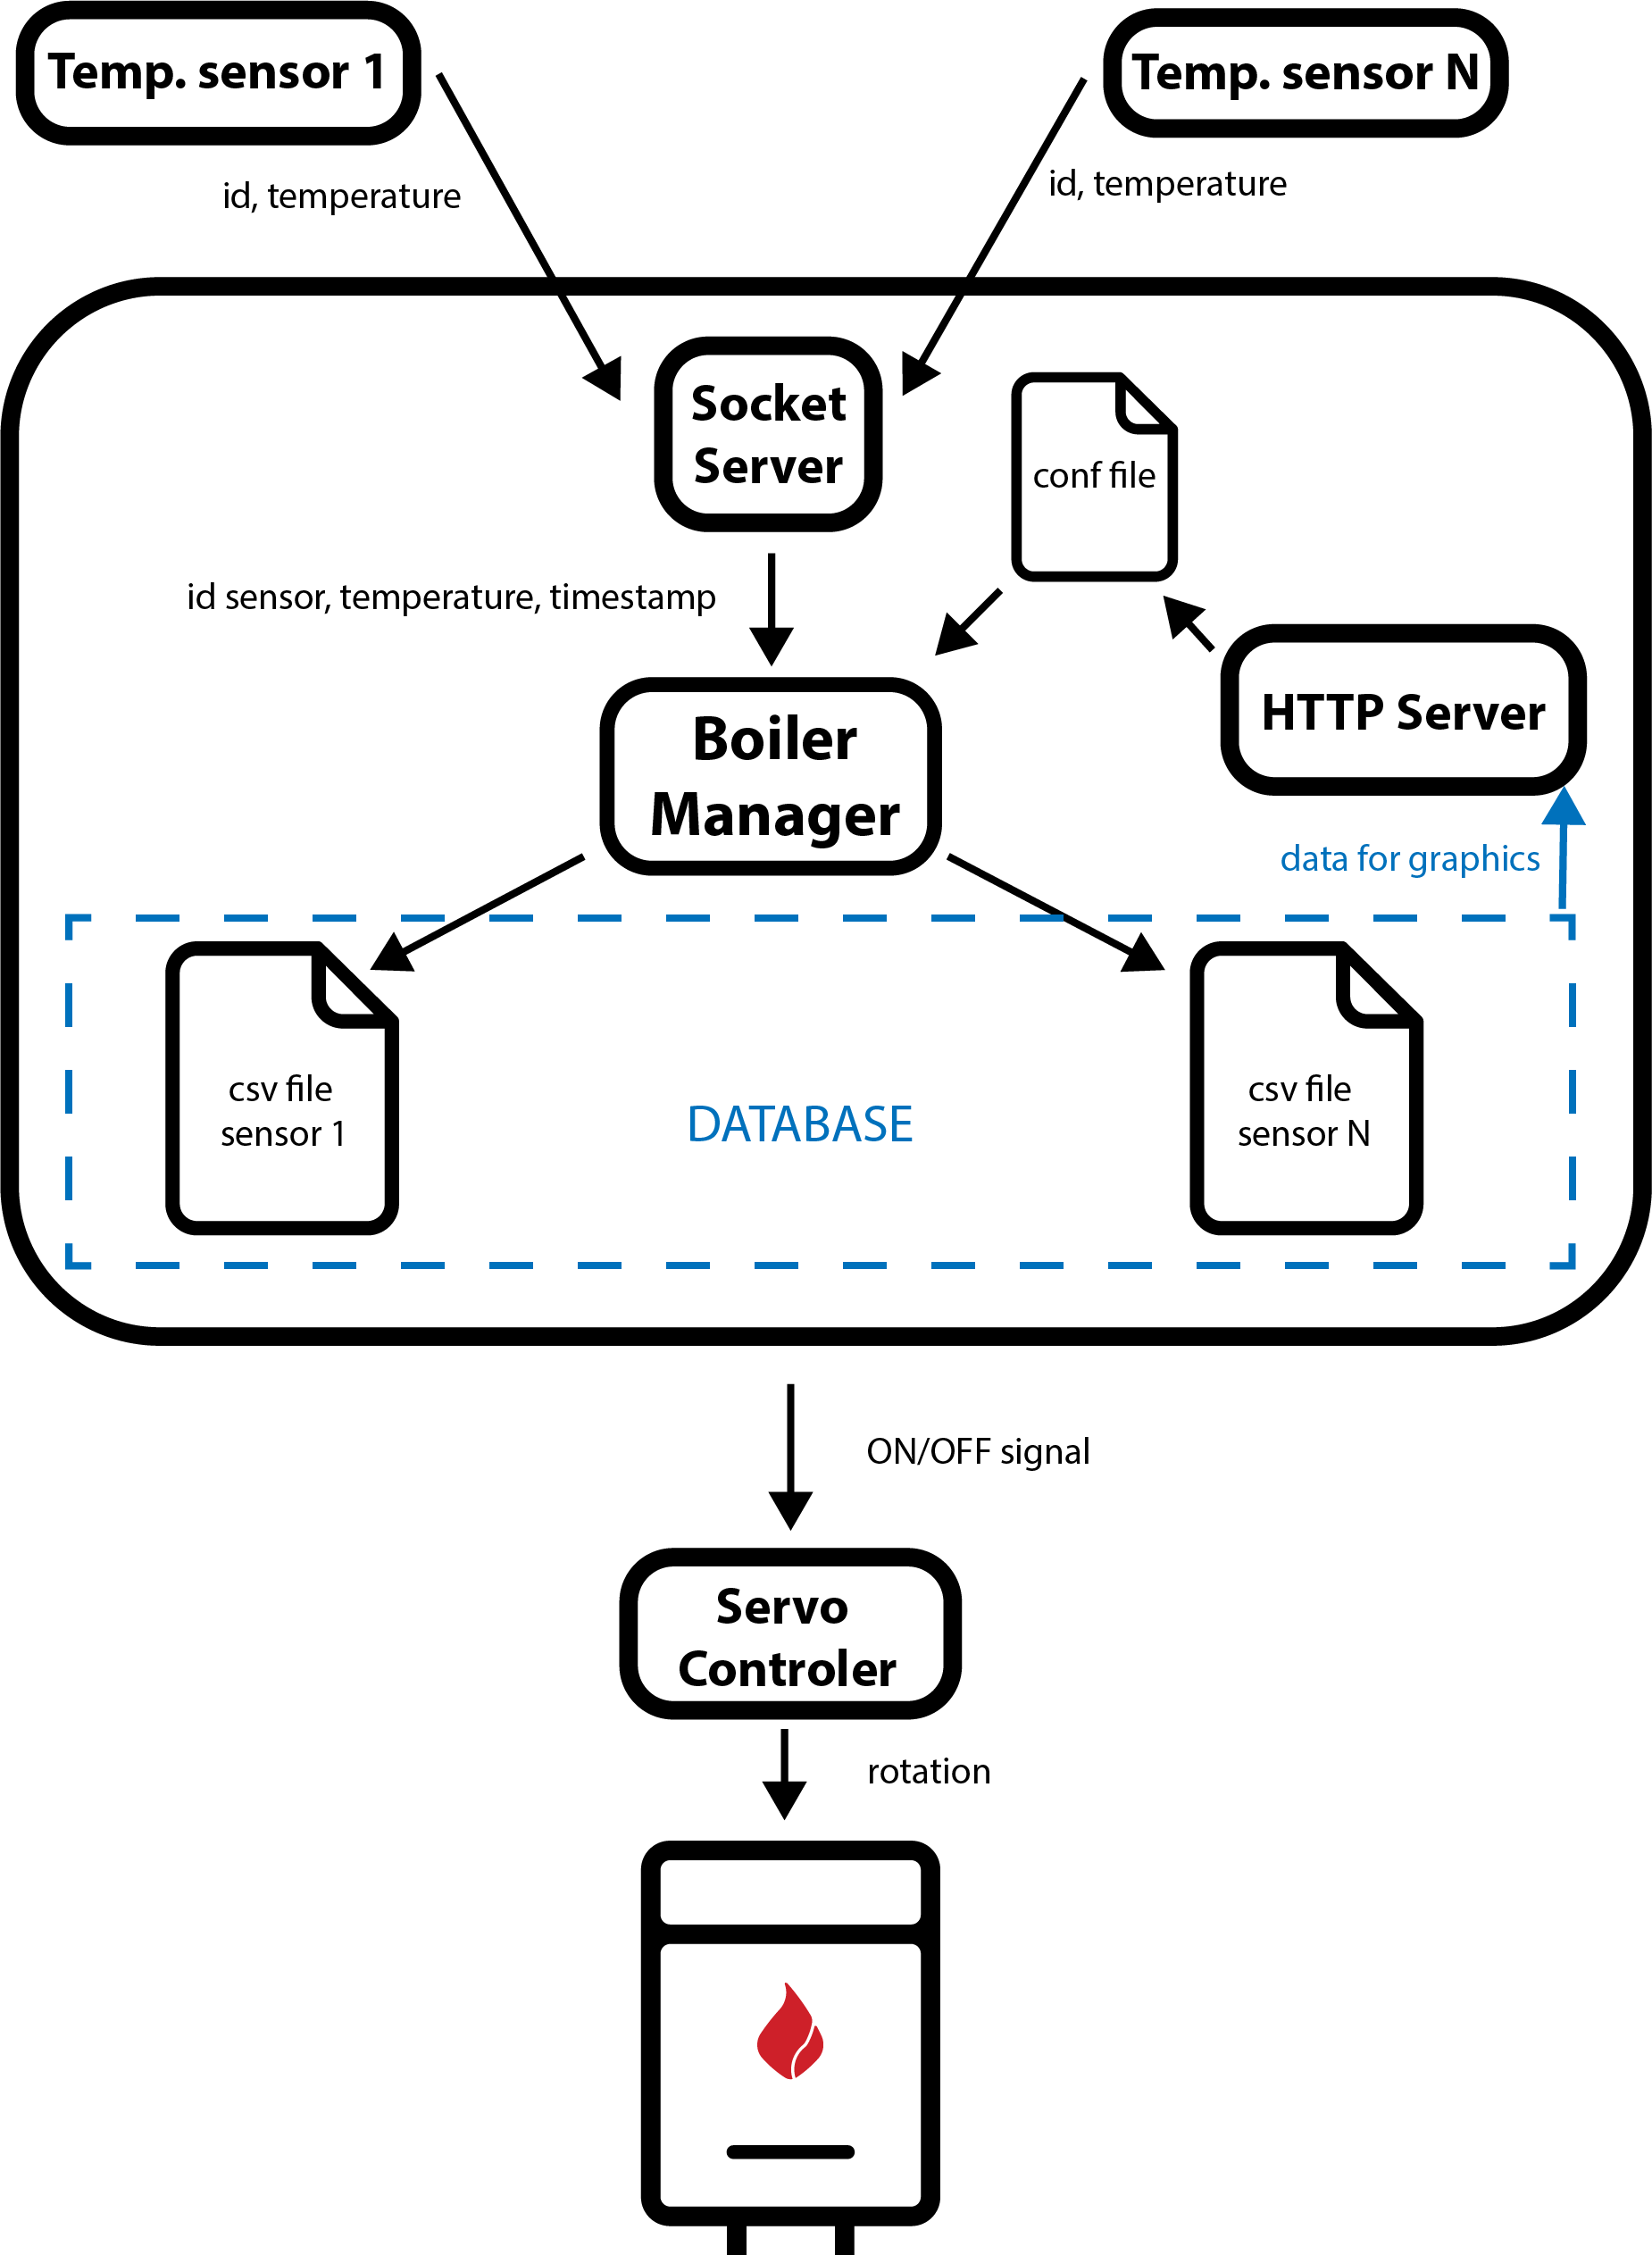 Temp. sensor 1
Temp. sensor N
id, temperature
id, temperature
Socket
Server
conf file
id sensor, temperature, timestamp
Boiler
Manager
HTTP Server
data for graphics
csv file
sensor 1
DATABASE
csv file
sensor N
ON/OFF signal
Servo
Controler
rotation